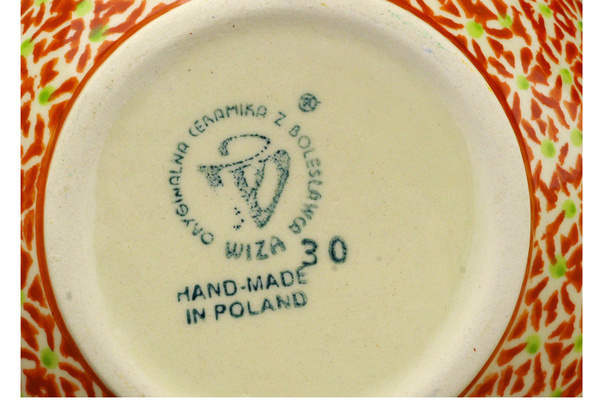 ®
ORYGINALNA CERAMIKA Z BOLESŁAWCA
WIZA
30
HAND-MADE
IN POLAND